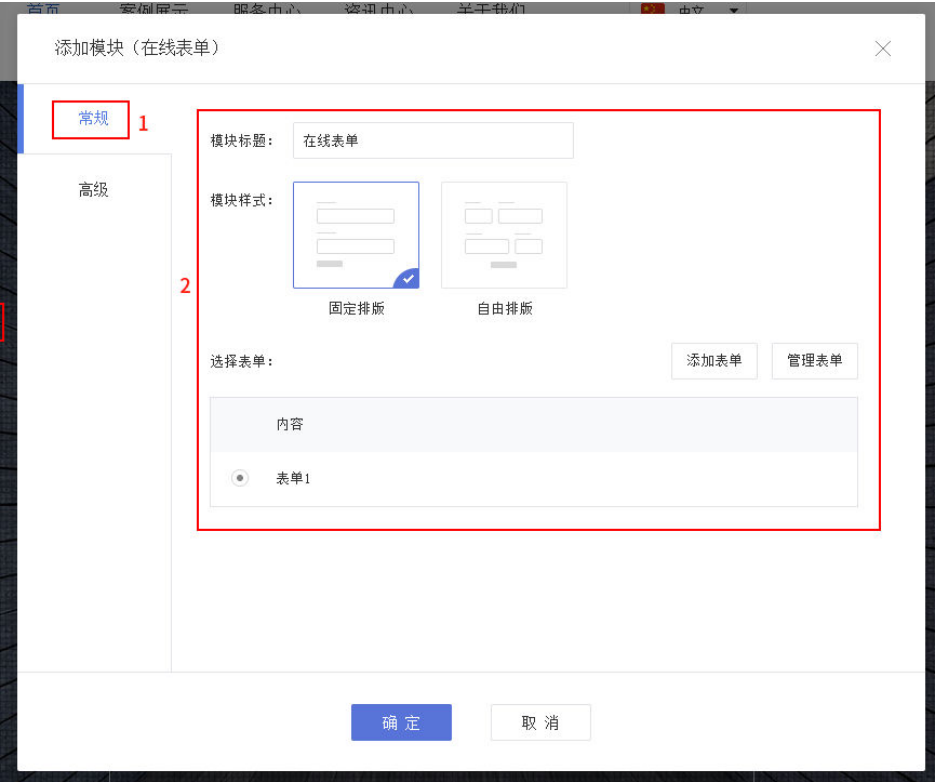 首页 案例展示 服务中心 资讯中心 关于我们 中文
添加模块（在线表单）
常规 1
高级
模块标题： 在线表单
模块样式：
2
固定排版 自由排版
选择表单： 添加表单 管理表单
内容
表单1
确定 取消